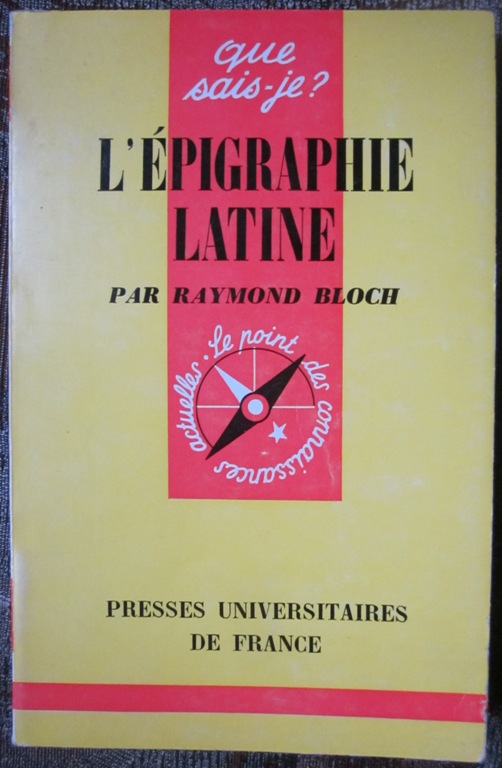 que
sais-je?
L'ÉPIGRAPHIE
LATINE
PAR RAYMOND BLOCH
Le point des connaissances actuelles.
PRESSES UNIVERSITAIRES
DE FRANCE